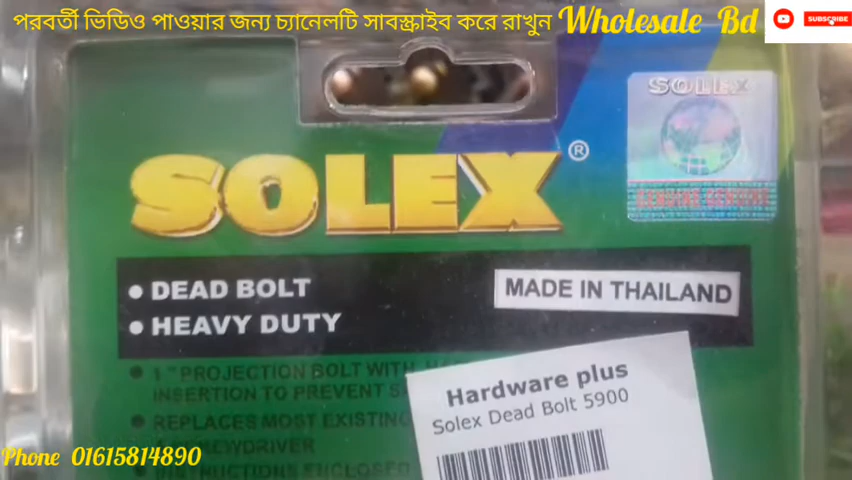 পরবর্তী ভিডিও পাওয়ার জন্য চ্যানেলটি সাবস্ক্রাইব করে রাখুন Wholesale Bd
SUBSCRIBE
SOLEX
SOLEX®
• DEAD BOLT
• HEAVY DUTY
MADE IN THAILAND
• 1" PROJECTION BOLT WITH
INSERTION TO PREVENT
• REPLACES MOST EXISTING
Hardware plus
Solex Dead Bolt 5900
• INSTRUCTIONS ENCLOSED
Phone 01615814890